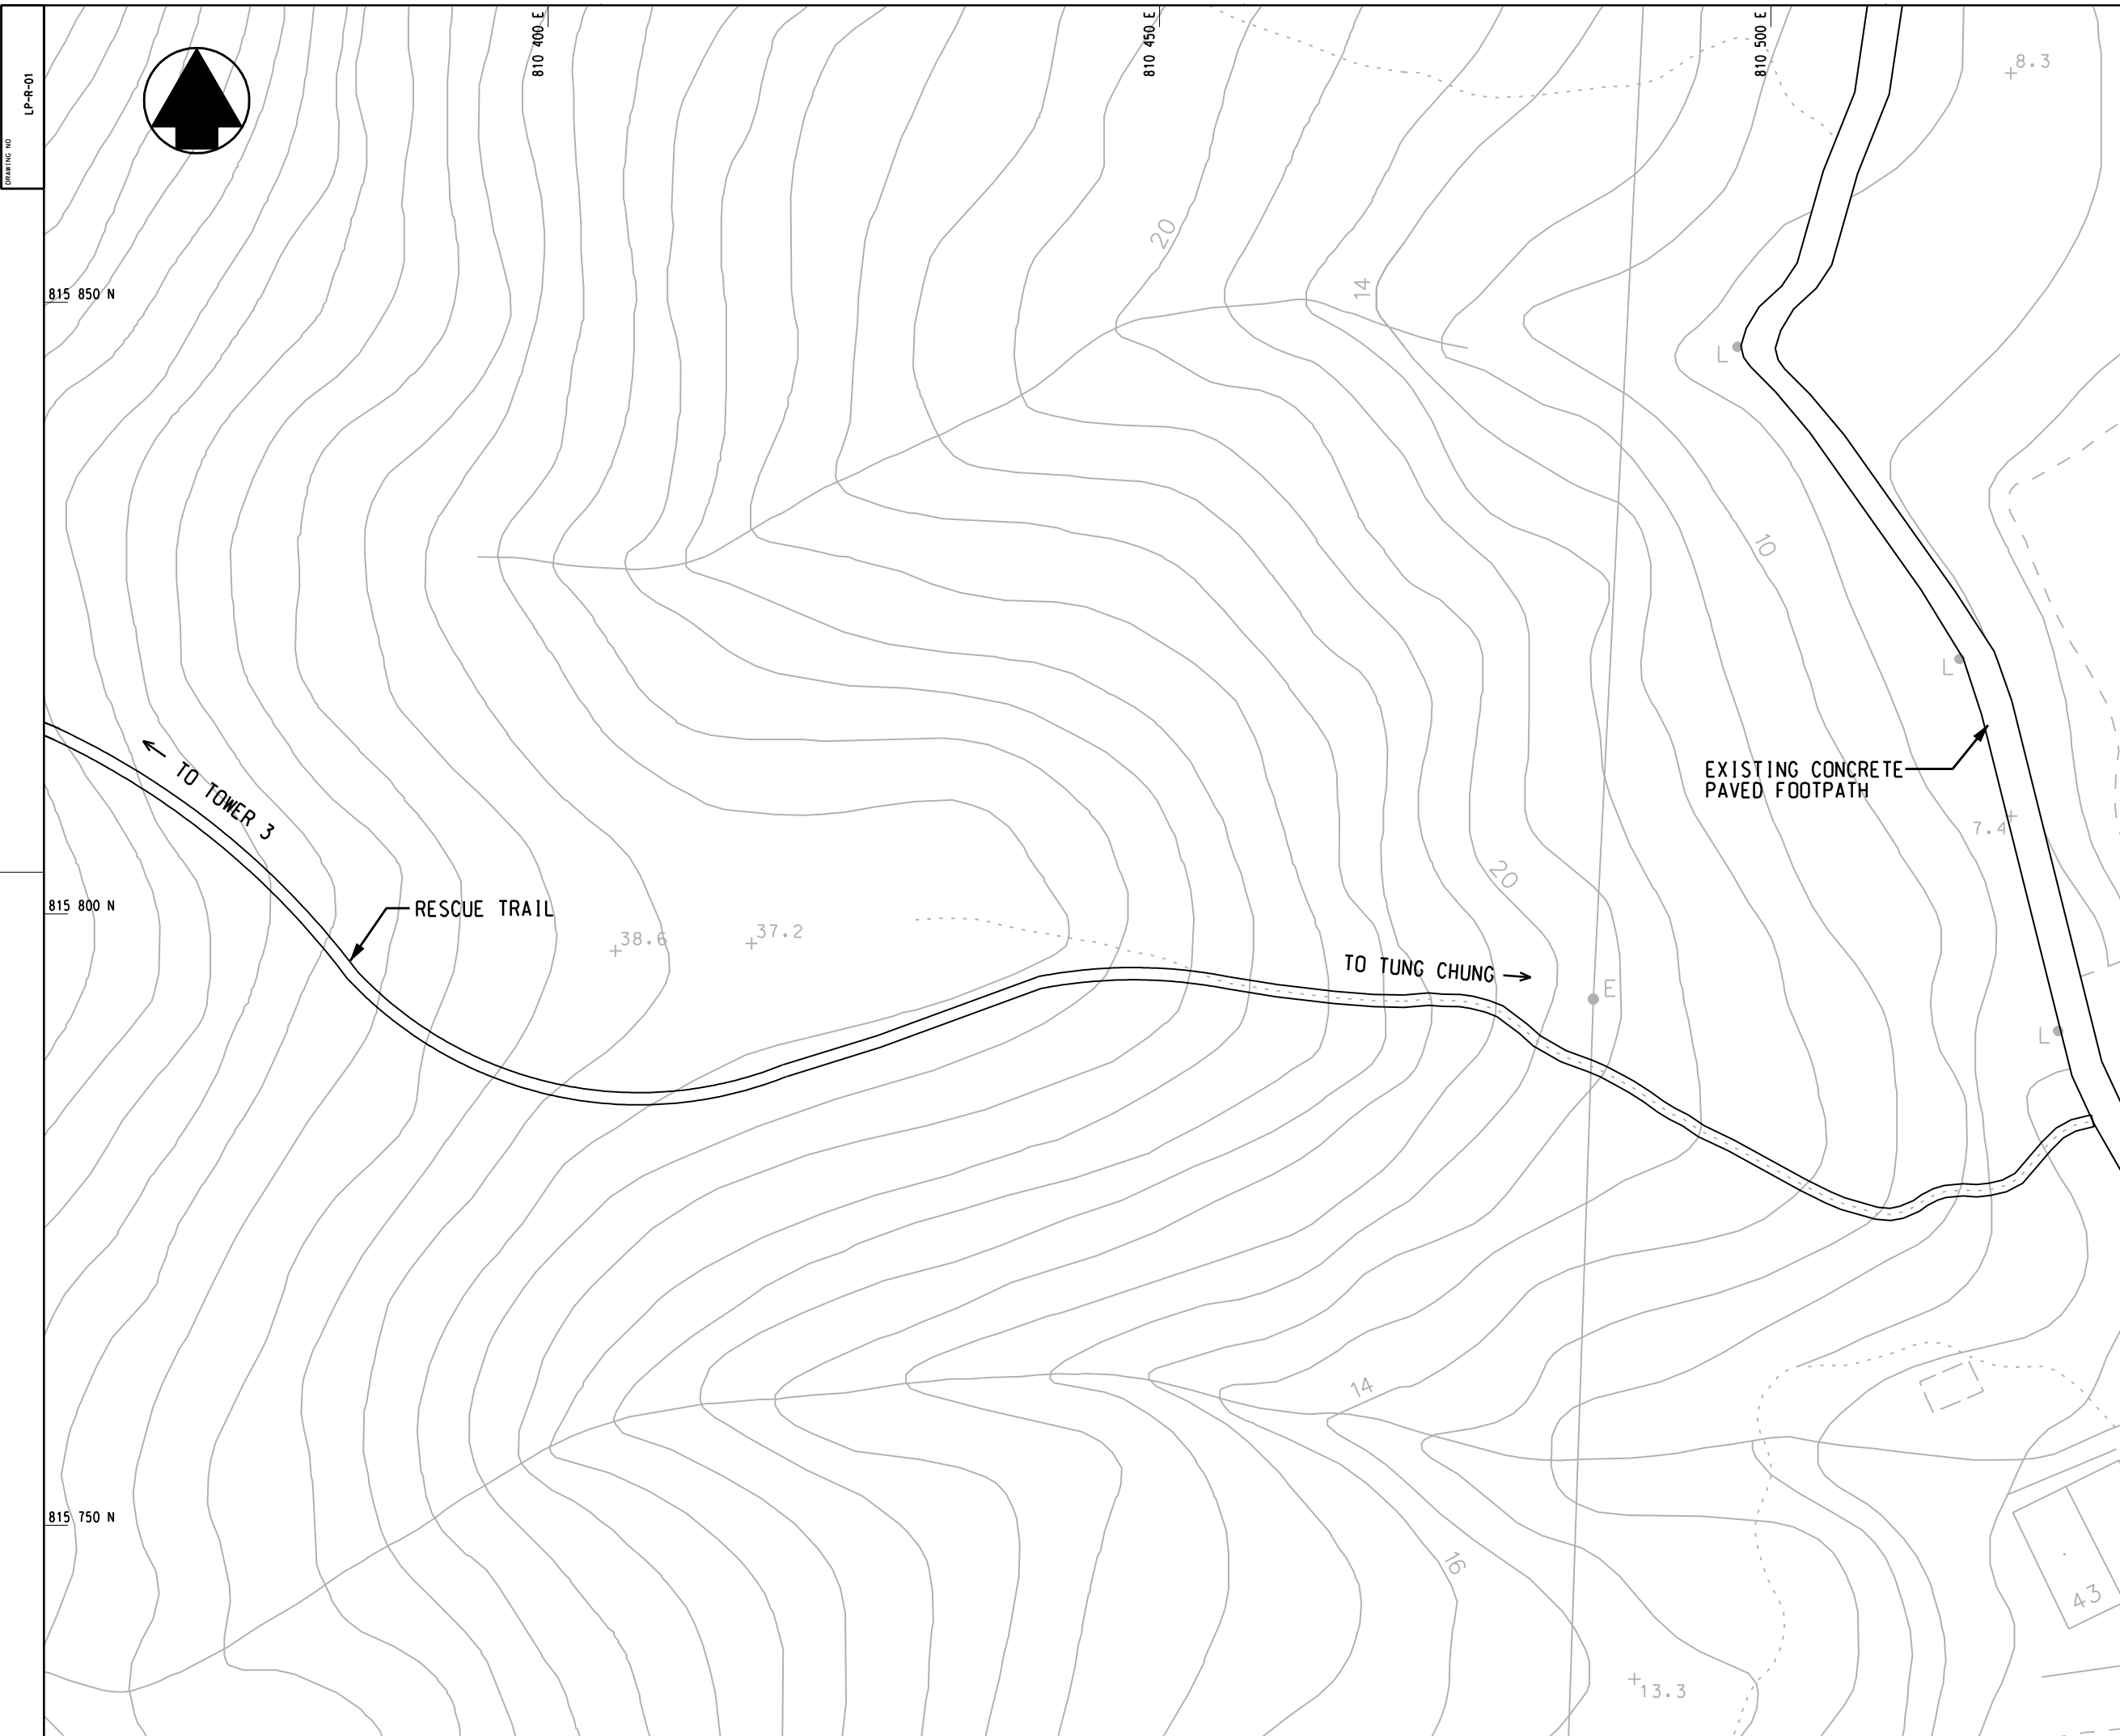 DRAWING NO
LP-R-01
810 400 E
810 450 E
810 500 E
8.3
20
14
815 850 N
L
10
L
EXISTING CONCRETE
PAVED FOOTPATH
7.4
TO TOWER 3
20
815 800 N
RESCUE TRAIL
38.6
37.2
TO TUNG CHUNG
E
L
14
815 750 N
16
43
13.3